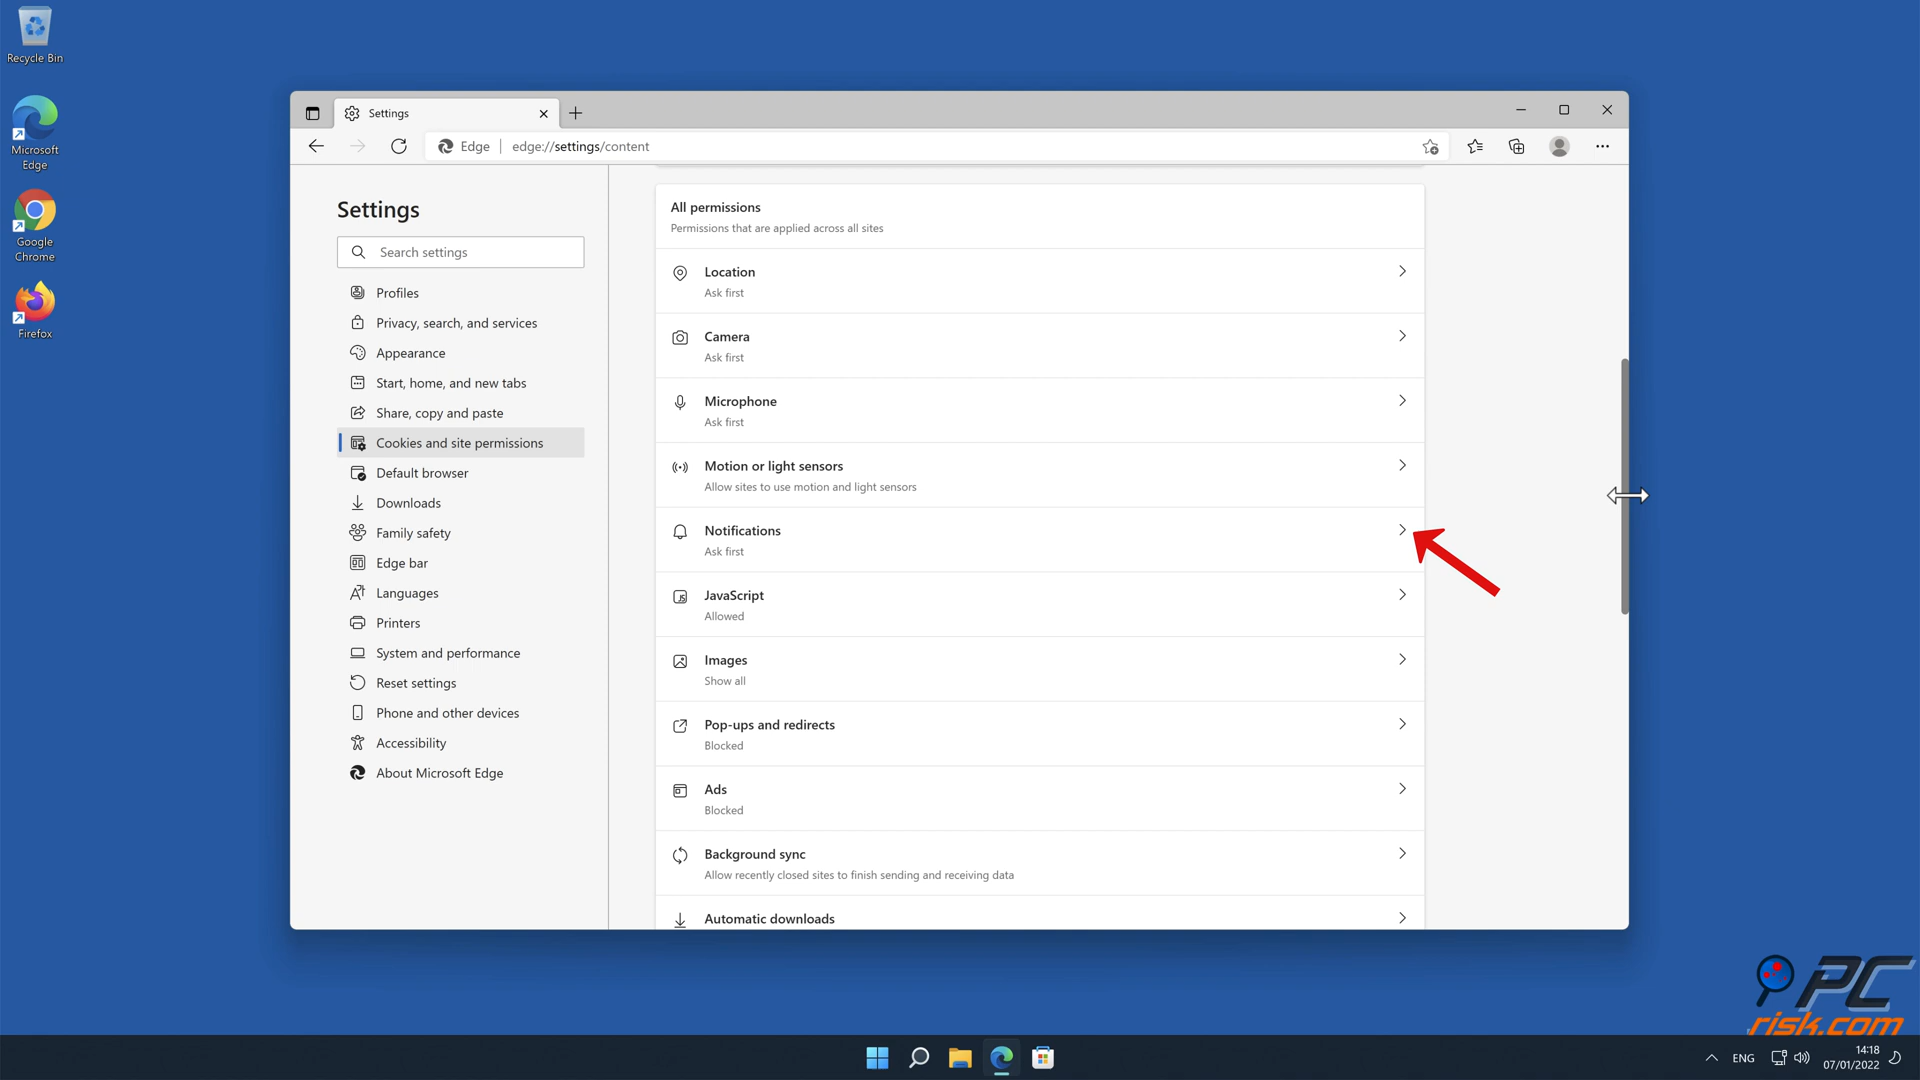 Recycle Bin
Microsoft
Edge
Google
Chrome
Firefox
Settings
Edge
edge://settings/content
Settings
Search settings
Profiles
Privacy, search, and services
Appearance
Start, home, and new tabs
Share, copy and paste
Cookies and site permissions
Default browser
Downloads
Family safety
Edge bar
Languages
Printers
System and performance
Reset settings
Phone and other devices
Accessibility
About Microsoft Edge
All permissions
Permissions that are applied across all sites
Location
Ask first
Camera
Ask first
Microphone
Ask first
Motion or light sensors
Allow sites to use motion and light sensors
Notifications
Ask first
JavaScript
Allowed
Images
Show all
Pop-ups and redirects
Blocked
Ads
Blocked
Background sync
Allow recently closed sites to finish sending and receiving data
Automatic downloads
PC
risk.com
ENG
14:18
07/01/2022